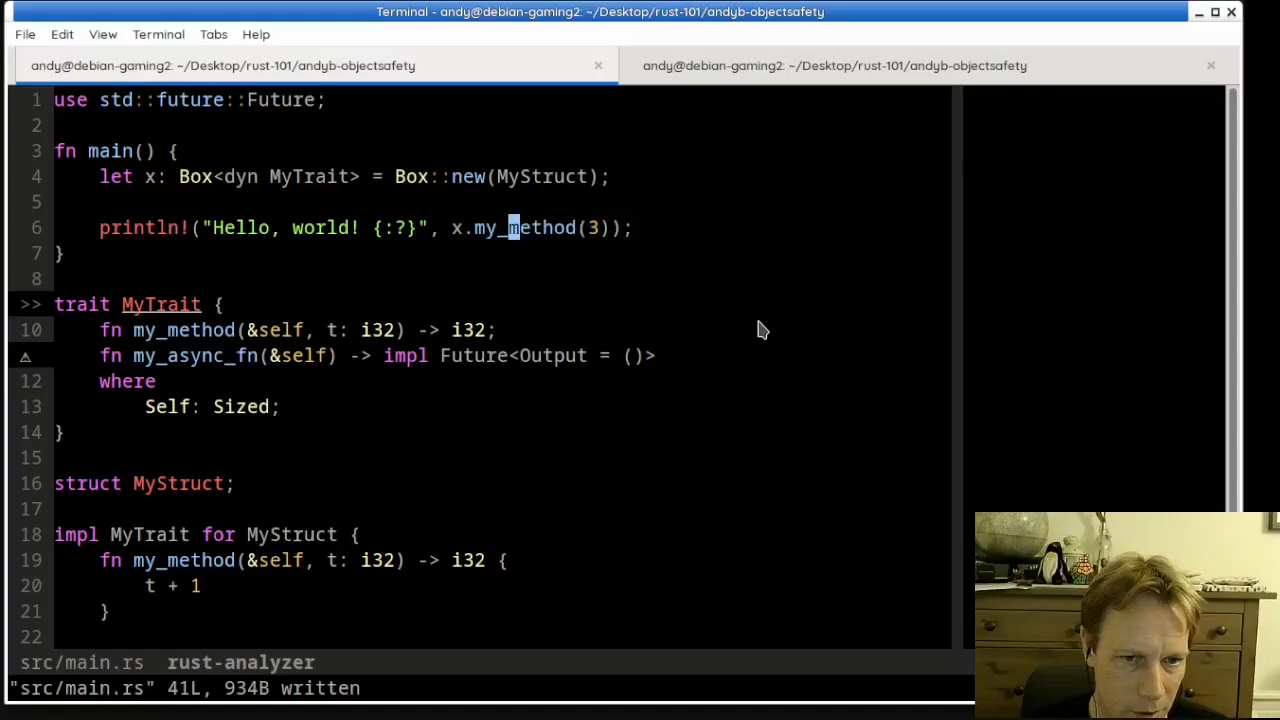 Terminal - andy@debian-gaming2: ~/Desktop/rust-101/andyb-objectsafety
File Edit View Terminal Tabs Help
andy@debian-gaming2: ~/Desktop/rust-101/andyb-objectsafety × andy@debian-gaming2: ~/Desktop/rust-101/andyb-objectsafety ×
1 use std::future::Future;
2
3 fn main() {
4     let x: Box<dyn MyTrait> = Box::new(MyStruct);
5
6     println!("Hello, world! {:?}", x.my_method(3));
7 }
8
>> trait MyTrait {
10     fn my_method(&self, t: i32) -> i32;
⚠     fn my_async_fn(&self) -> impl Future<Output = ()>
12     where
13         Self: Sized;
14 }
15
16 struct MyStruct;
17
18 impl MyTrait for MyStruct {
19     fn my_method(&self, t: i32) -> i32 {
20         t + 1
21     }
22
src/main.rs  rust-analyzer
"src/main.rs" 41L, 934B written